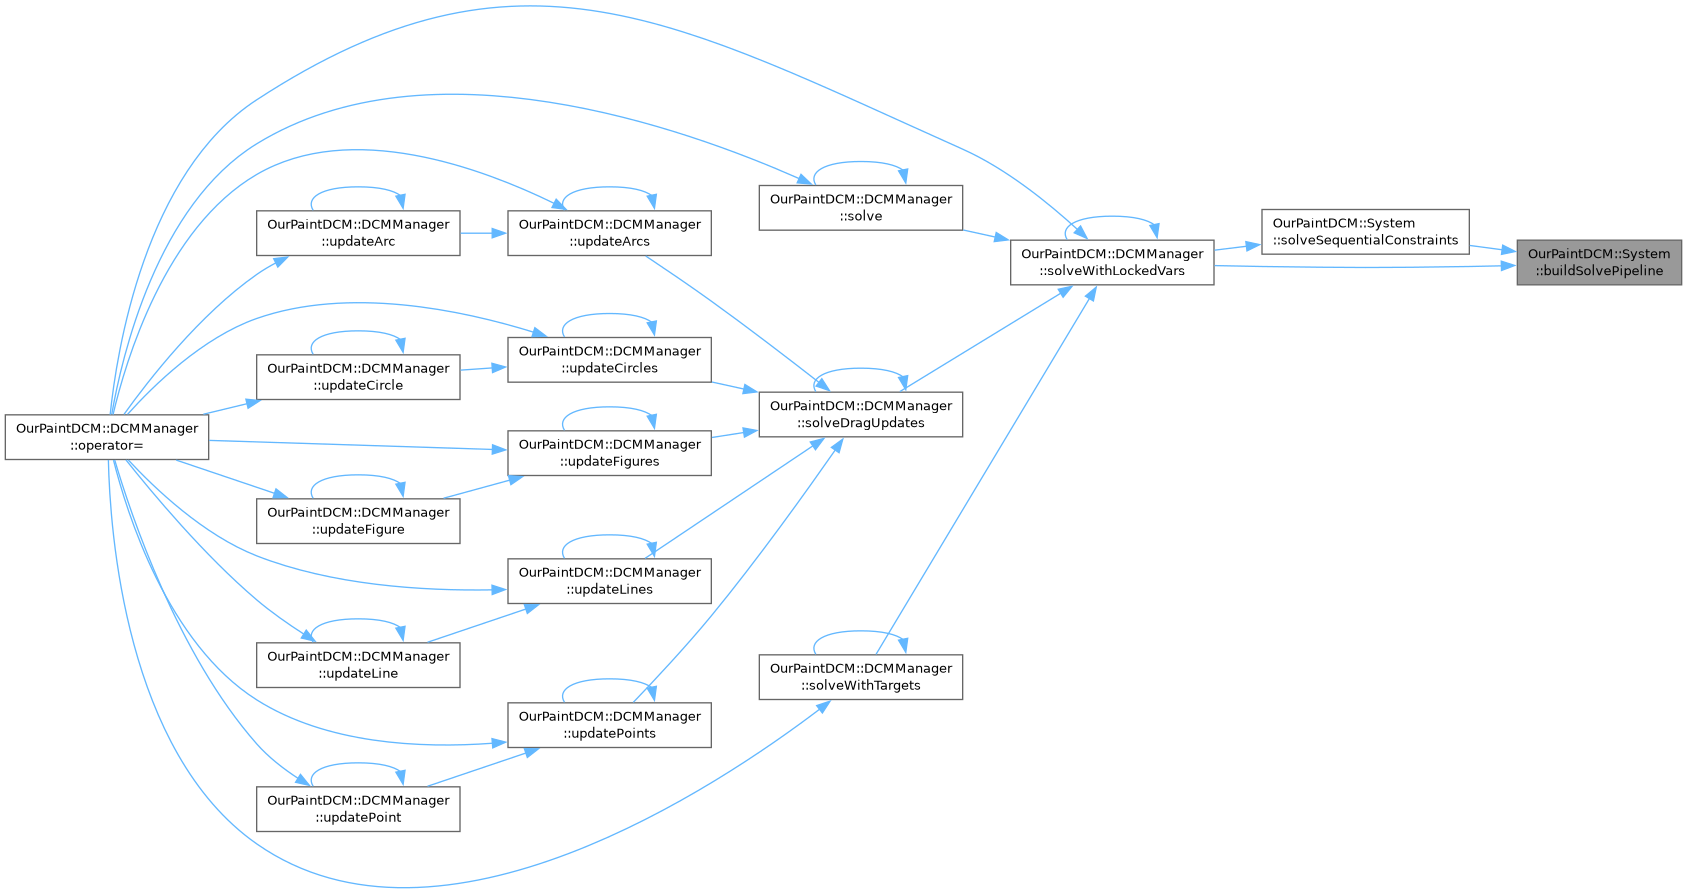 OurPaintDCM::DCMManager
::solve
OurPaintDCM::DCMManager
::updateArc
OurPaintDCM::DCMManager
::updateArcs
OurPaintDCM::System
::solveSequentialConstraints
OurPaintDCM::DCMManager
::solveWithLockedVars
OurPaintDCM::System
::buildSolvePipeline
OurPaintDCM::DCMManager
::updateCircles
OurPaintDCM::DCMManager
::updateCircle
OurPaintDCM::DCMManager
::solveDragUpdates
OurPaintDCM::DCMManager
::operator=
OurPaintDCM::DCMManager
::updateFigures
OurPaintDCM::DCMManager
::updateFigure
OurPaintDCM::DCMManager
::updateLines
OurPaintDCM::DCMManager
::updateLine
OurPaintDCM::DCMManager
::solveWithTargets
OurPaintDCM::DCMManager
::updatePoints
OurPaintDCM::DCMManager
::updatePoint